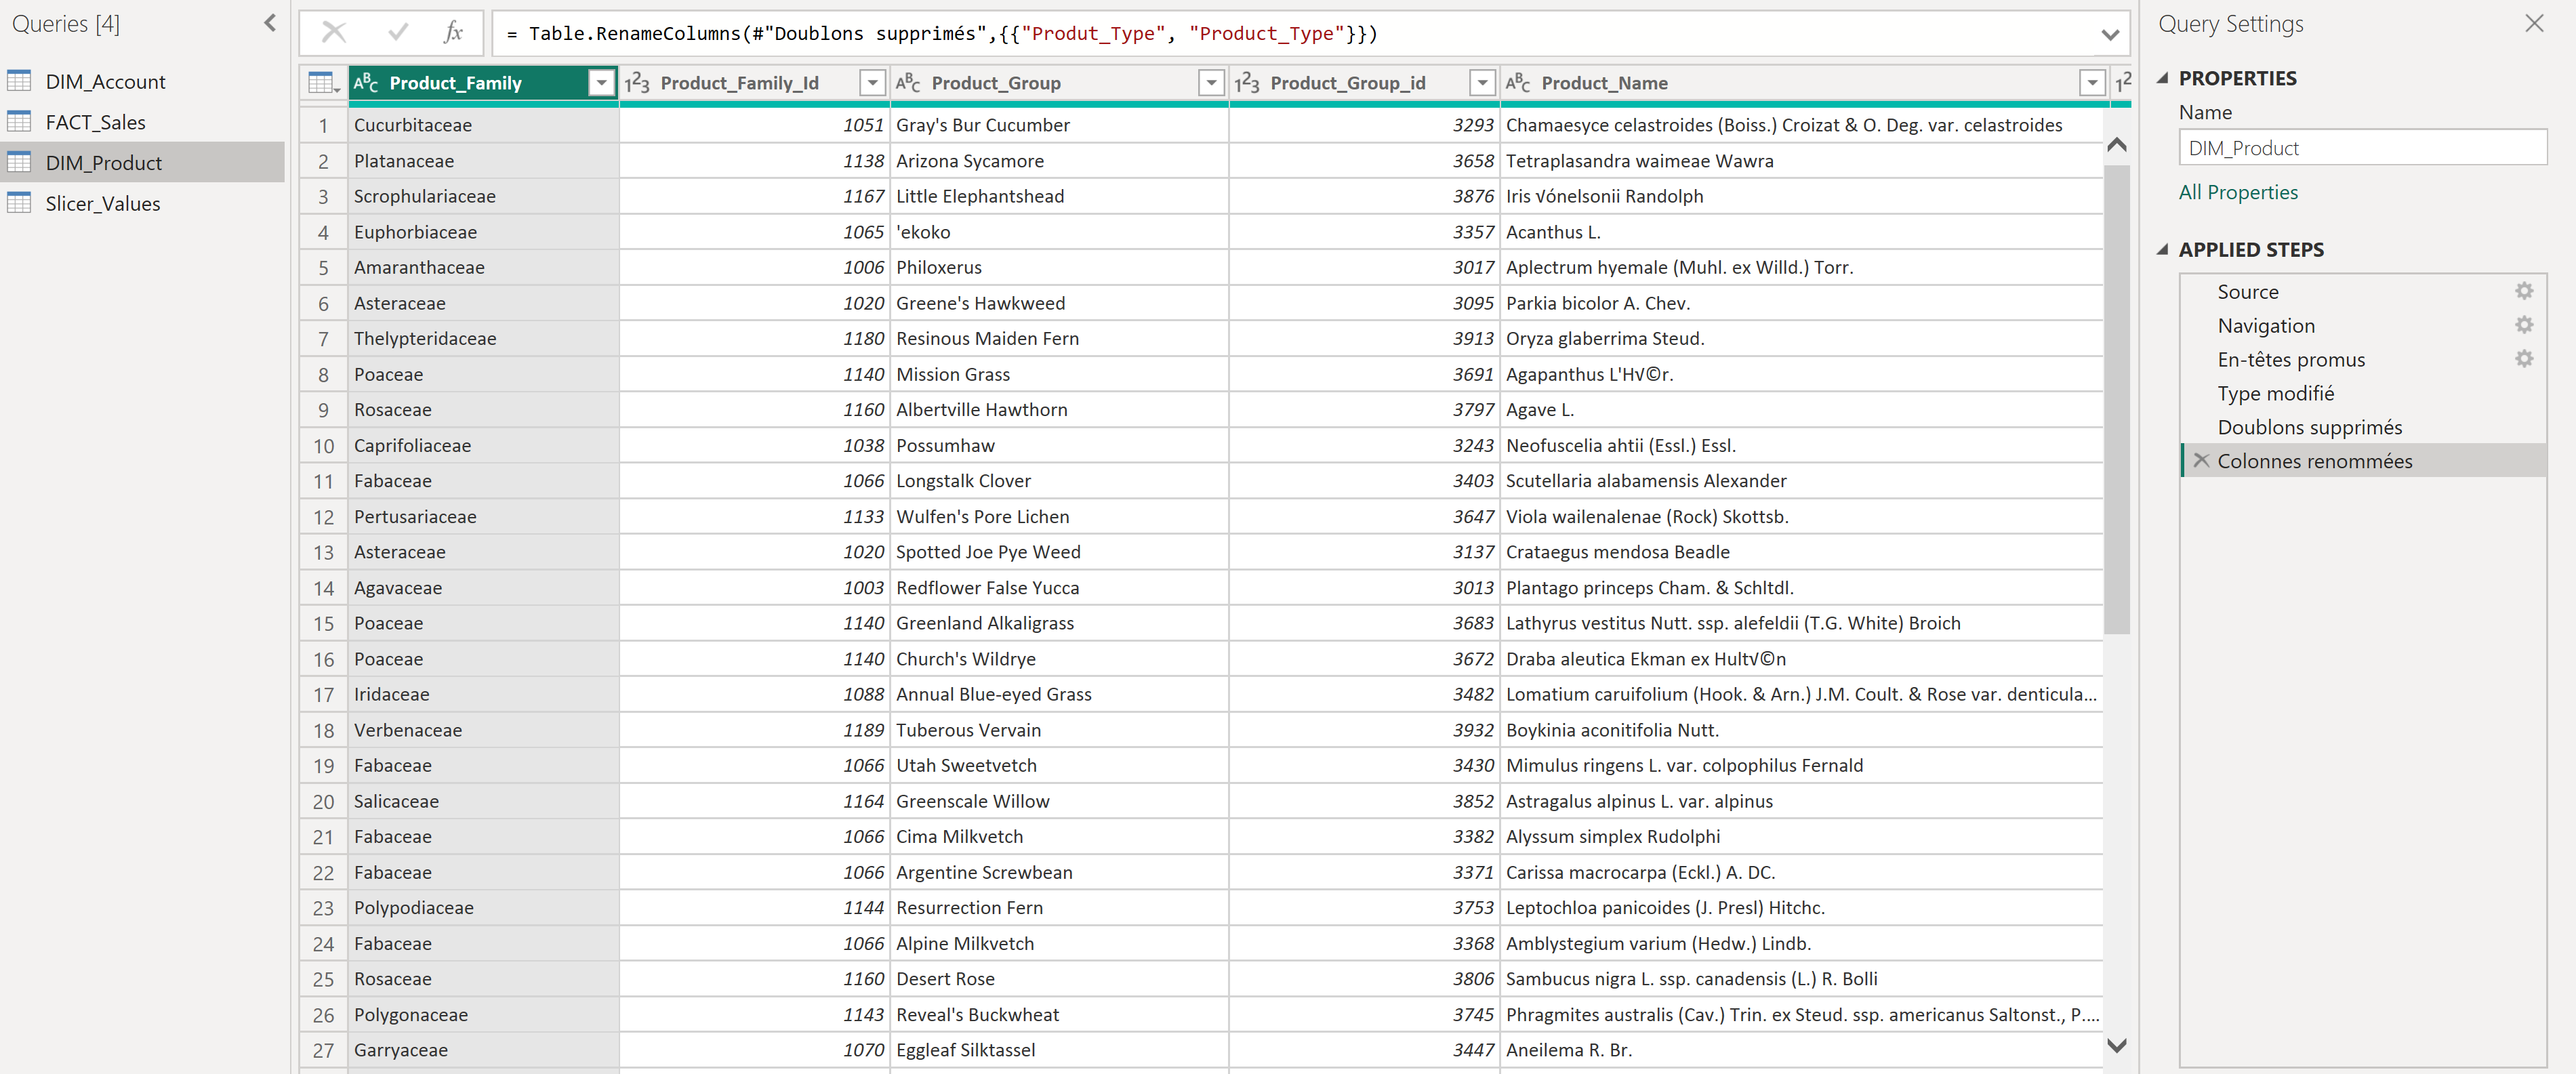 Queries [4]
DIM_Account
FACT_Sales
DIM_Product
Slicer_Values
fx = Table.RenameColumns(#"Doublons supprimés",{{"Produt_Type", "Product_Type"}})
ABC Product_Family 123 Product_Family_Id ABC Product_Group 123 Product_Group_id ABC Product_Name 12
1 Cucurbitaceae 1051 Gray's Bur Cucumber 3293 Chamaesyce celastroides (Boiss.) Croizat & O. Deg. var. celastroides
2 Platanaceae 1138 Arizona Sycamore 3658 Tetraplasandra waimeae Wawra
3 Scrophulariaceae 1167 Little Elephantshead 3876 Iris √ónelsonii Randolph
4 Euphorbiaceae 1065 'ekoko 3357 Acanthus L.
5 Amaranthaceae 1006 Philoxerus 3017 Aplectrum hyemale (Muhl. ex Willd.) Torr.
6 Asteraceae 1020 Greene's Hawkweed 3095 Parkia bicolor A. Chev.
7 Thelypteridaceae 1180 Resinous Maiden Fern 3913 Oryza glaberrima Steud.
8 Poaceae 1140 Mission Grass 3691 Agapanthus L'H√©r.
9 Rosaceae 1160 Albertville Hawthorn 3797 Agave L.
10 Caprifoliaceae 1038 Possumhaw 3243 Neofuscelia ahtii (Essl.) Essl.
11 Fabaceae 1066 Longstalk Clover 3403 Scutellaria alabamensis Alexander
12 Pertusariaceae 1133 Wulfen's Pore Lichen 3647 Viola wailenalenae (Rock) Skottsb.
13 Asteraceae 1020 Spotted Joe Pye Weed 3137 Crataegus mendosa Beadle
14 Agavaceae 1003 Redflower False Yucca 3013 Plantago princeps Cham. & Schltdl.
15 Poaceae 1140 Greenland Alkaligrass 3683 Lathyrus vestitus Nutt. ssp. alefeldii (T.G. White) Broich
16 Poaceae 1140 Church's Wildrye 3672 Draba aleutica Ekman ex Hult√©n
17 Iridaceae 1088 Annual Blue-eyed Grass 3482 Lomatium caruifolium (Hook. & Arn.) J.M. Coult. & Rose var. denticula...
18 Verbenaceae 1189 Tuberous Vervain 3932 Boykinia aconitifolia Nutt.
19 Fabaceae 1066 Utah Sweetvetch 3430 Mimulus ringens L. var. colpophilus Fernald
20 Salicaceae 1164 Greenscale Willow 3852 Astragalus alpinus L. var. alpinus
21 Fabaceae 1066 Cima Milkvetch 3382 Alyssum simplex Rudolphi
22 Fabaceae 1066 Argentine Screwbean 3371 Carissa macrocarpa (Eckl.) A. DC.
23 Polypodiaceae 1144 Resurrection Fern 3753 Leptochloa panicoides (J. Presl) Hitchc.
24 Fabaceae 1066 Alpine Milkvetch 3368 Amblystegium varium (Hedw.) Lindb.
25 Rosaceae 1160 Desert Rose 3806 Sambucus nigra L. ssp. canadensis (L.) R. Bolli
26 Polygonaceae 1143 Reveal's Buckwheat 3745 Phragmites australis (Cav.) Trin. ex Steud. ssp. americanus Saltonst., P....
27 Garryaceae 1070 Eggleaf Silktassel 3447 Aneilema R. Br.
Query Settings
PROPERTIES
Name
DIM_Product
All Properties
APPLIED STEPS
Source
Navigation
En-têtes promus
Type modifié
Doublons supprimés
Colonnes renommées